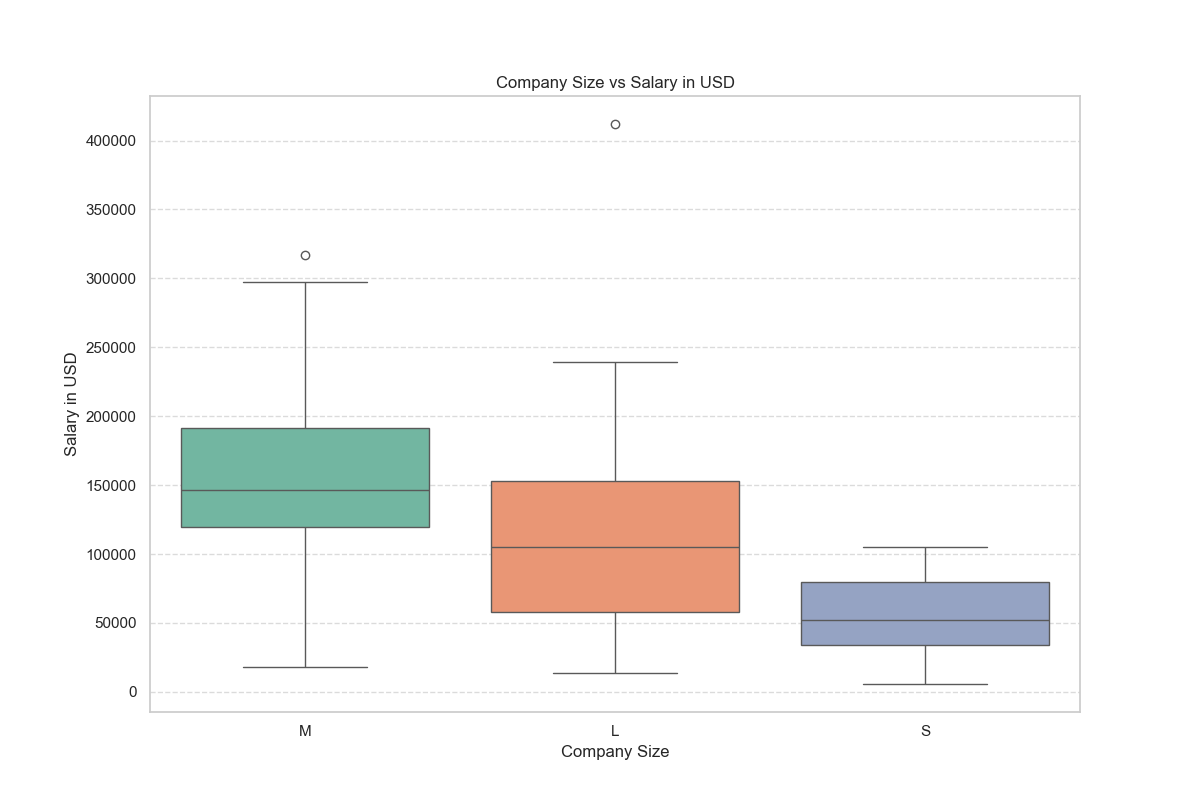 Company Size vs Salary in USD
400000
350000
300000
250000
200000
150000
100000
50000
0
Salary in USD
M
L
S
Company Size